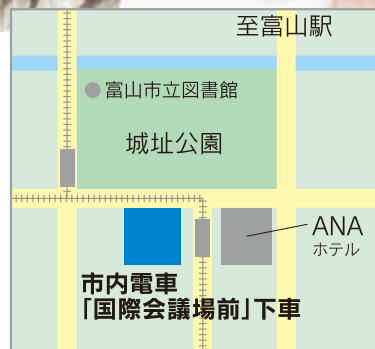 至富山駅
富山市立図書館
城址公園
ANA
ホテル
市内電車
「国際会議場前」下車